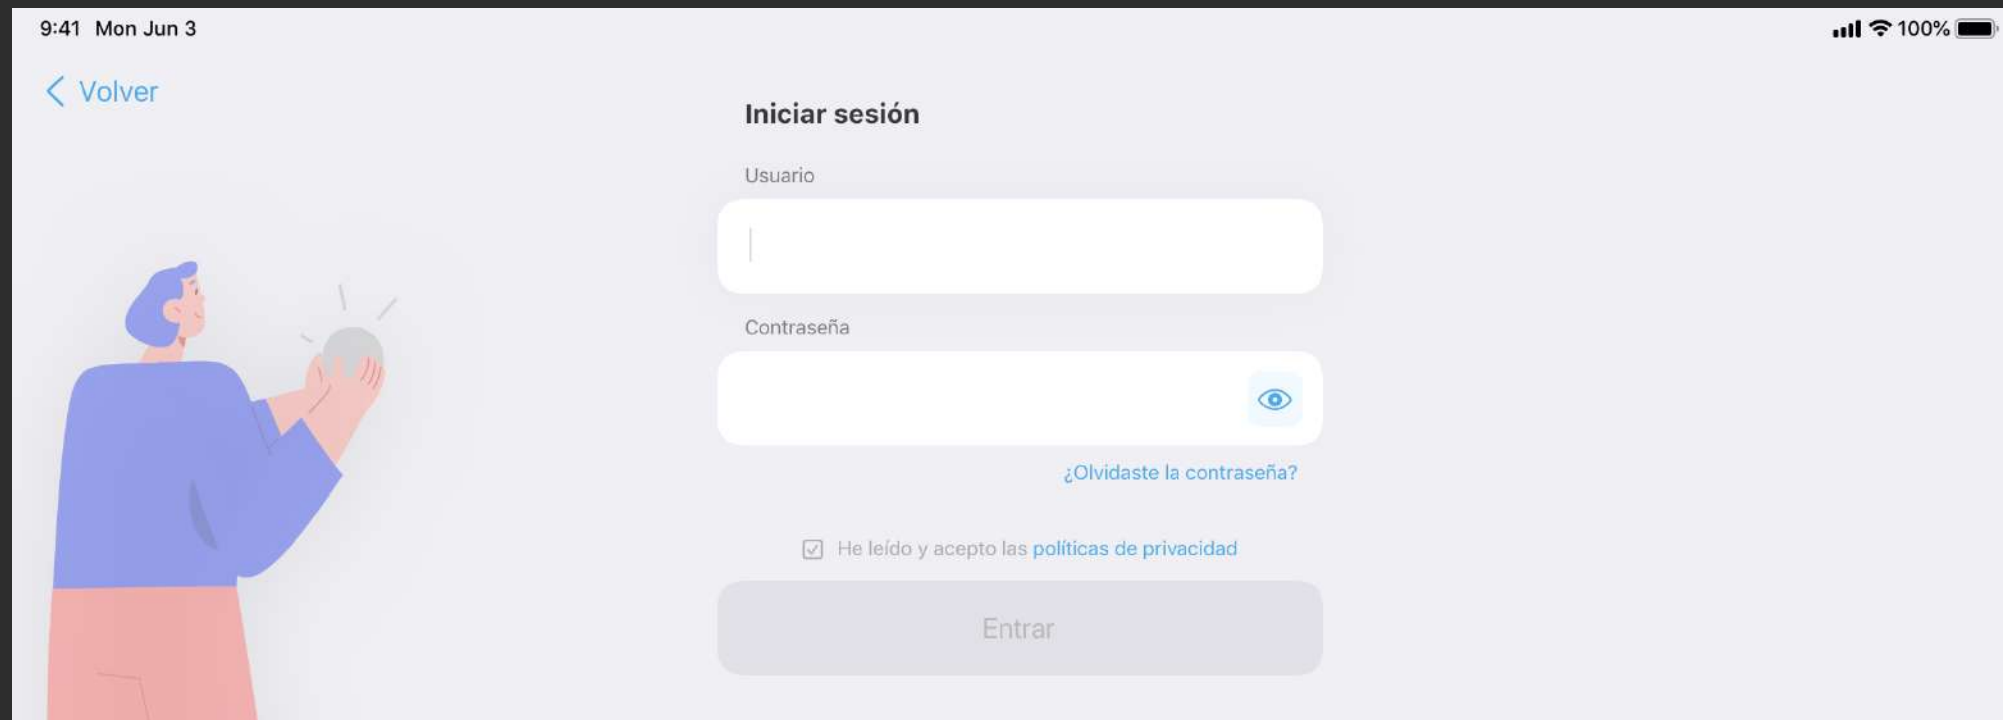 9:41 Mon Jun 3
100%
Volver
Iniciar sesión
Usuario
Contraseña
¿Olvidaste la contraseña?
He leído y acepto las políticas de privacidad
Entrar